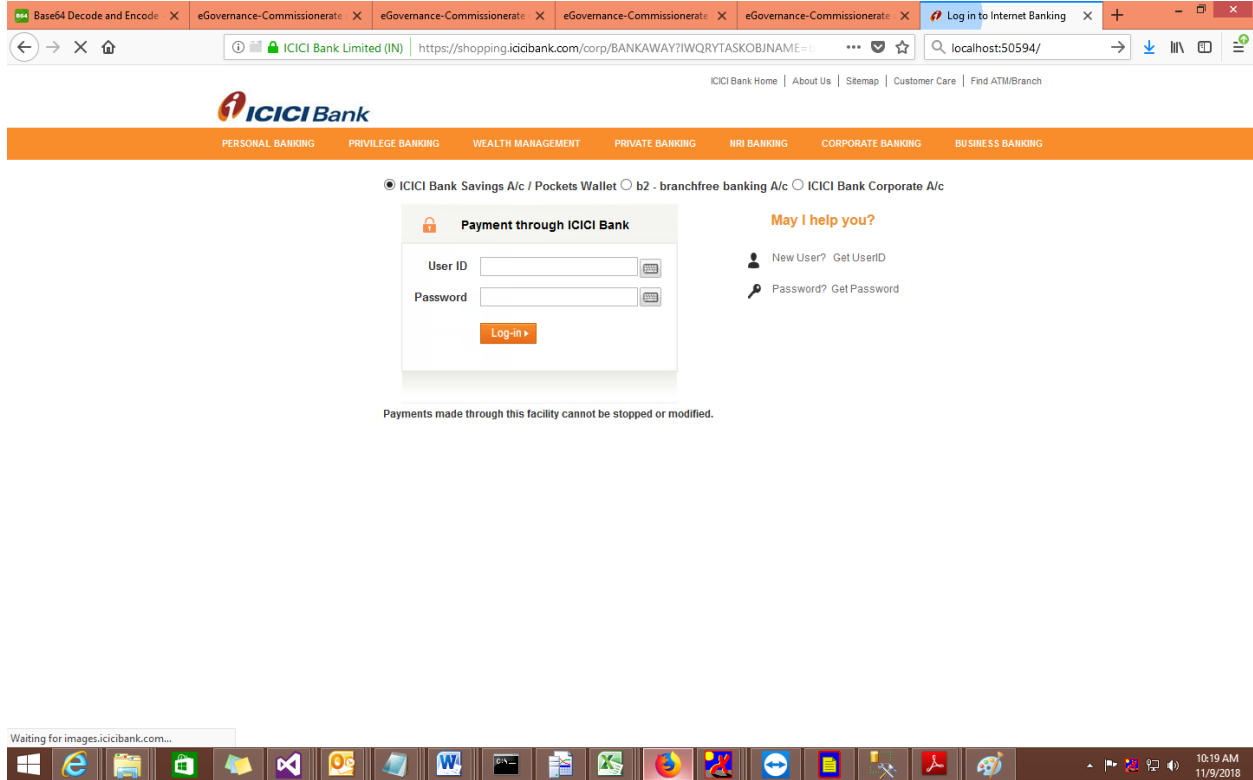 Base64 Decode and Encode - eGovernance-Commissionerate eGovernance-Commissionerate eGovernance-Commissionerate eGovernance-Commissionerate Log in to Internet Banking
ICICI Bank Limited (IN) https://shopping.icicibank.com/corp/BANKAWAY?IWQRYTASKOBJNAME= localhost:50594/
ICICI Bank Home | About Us | Sitemap | Customer Care | Find ATM/Branch
ICICI Bank
PERSONAL BANKING PRIVILEGE BANKING WEALTH MANAGEMENT PRIVATE BANKING NRI BANKING CORPORATE BANKING BUSINESS BANKING
ICICI Bank Savings A/c / Pockets Wallet b2 - branchfree banking A/c ICICI Bank Corporate A/c
Payment through ICICI Bank
User ID
Password
Log-in
May I help you?
New User? Get UserID
Password? Get Password
Payments made through this facility cannot be stopped or modified.
Waiting for images.icicibank.com...
10:19 AM
11/9/2018